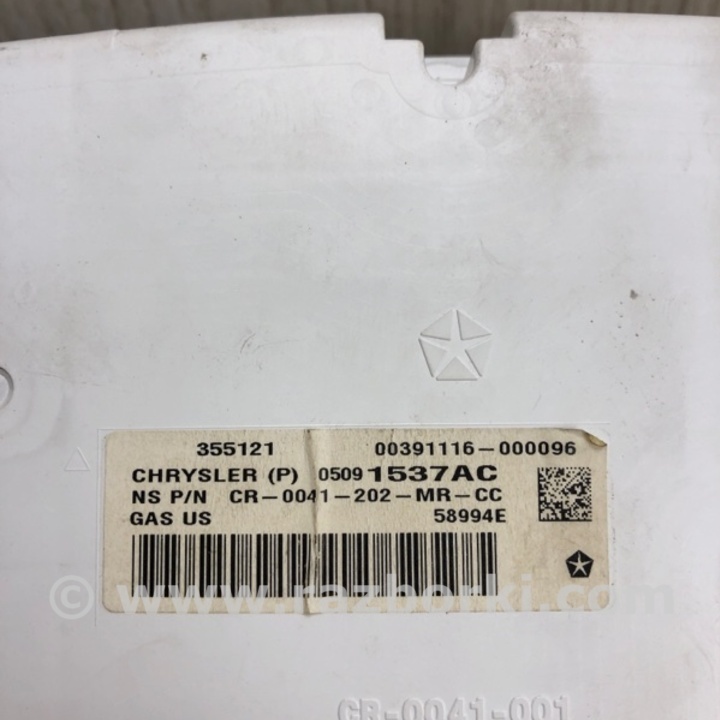 355121 00391116-000096
CHRYSLER (P) 05091537AC
NS P/N CR-0041-202-MR-CC
GAS US 58994E
© www.razborki.com
CR-0041-001